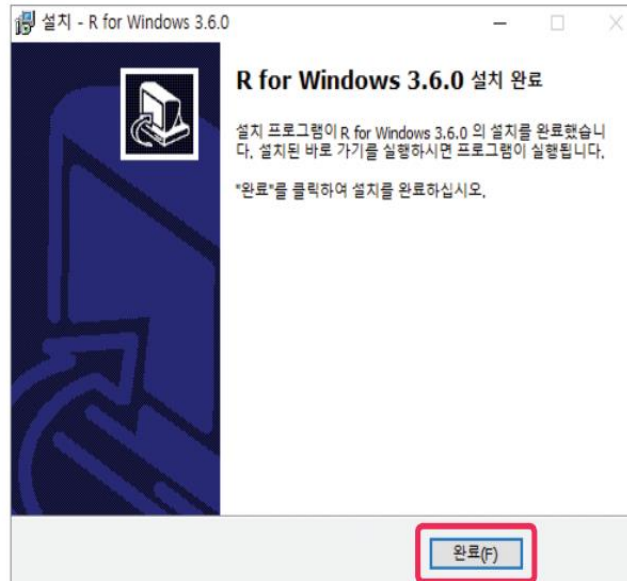 설치 - R for Windows 3.6.0
R for Windows 3.6.0 설치 완료
설치 프로그램이 R for Windows 3.6.0 의 설치를 완료했습니
다. 설치된 바로 가기를 실행하시면 프로그램이 실행됩니다.
"완료"를 클릭하여 설치를 완료하십시오.
완료(F)